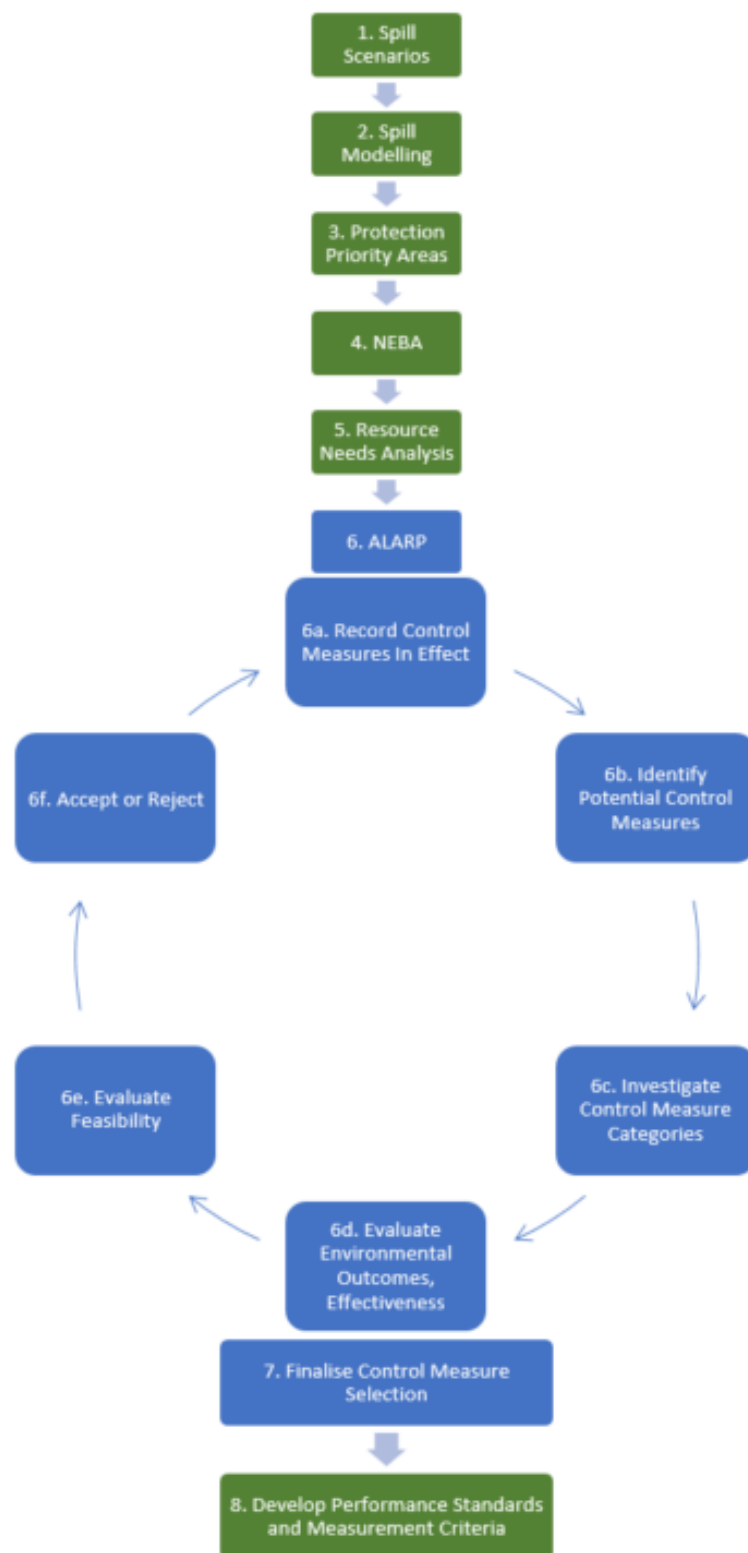 1. Spill
Scenarios
2. Spill
Modelling
3. Protection
Priority Areas
4. NEBA
5. Resource
Needs Analysis
6. ALARP
6a. Record Control
Measures In Effect
6b. Identify
Potential Control
Measures
6c. Investigate
Control Measure
Categories
6d. Evaluate
Environmental
Outcomes,
Effectiveness
6e. Evaluate
Feasibility
6f. Accept or Reject
7. Finalise Control Measure
Selection
8. Develop Performance Standards
and Measurement Criteria